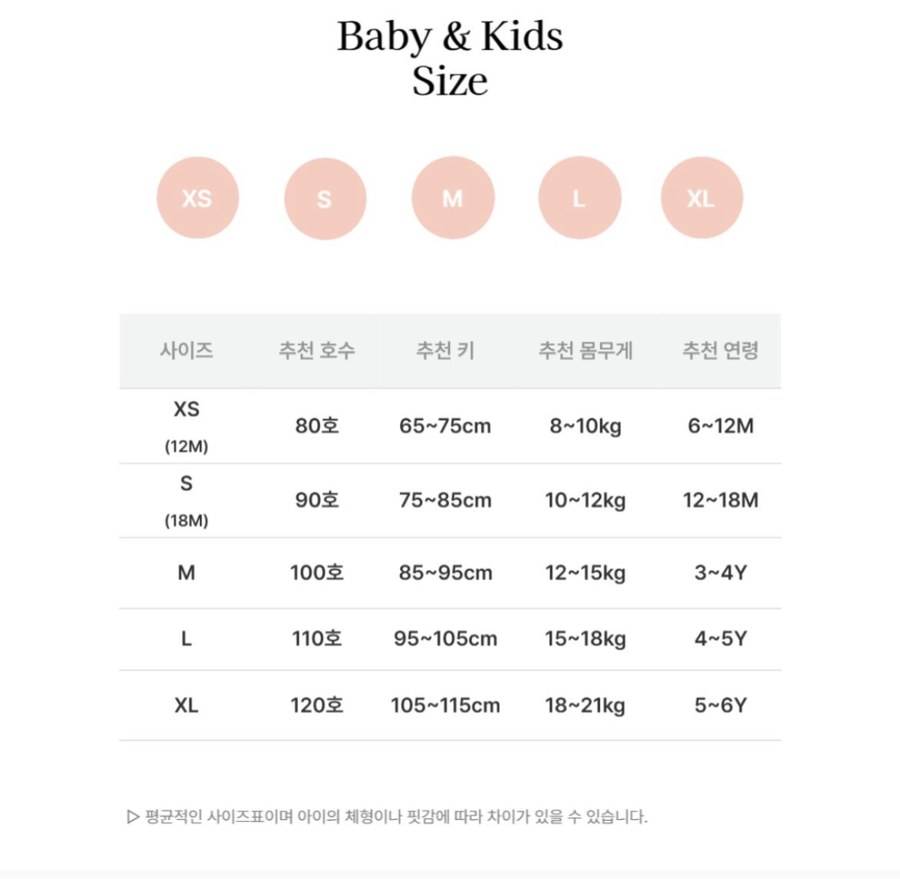 Baby & Kids
Size
XS S M L XL
사이즈 추천 호수 추천 키 추천 몸무게 추천 연령
XS
(12M)
80호 65~75cm 8~10kg 6~12M
S
(18M)
90호 75~85cm 10~12kg 12~18M
M 100호 85~95cm 12~15kg 3~4Y
L 110호 95~105cm 15~18kg 4~5Y
XL 120호 105~115cm 18~21kg 5~6Y
▷ 평균적인 사이즈표이며 아이의 체형이나 핏감에 따라 차이가 있을 수 있습니다.